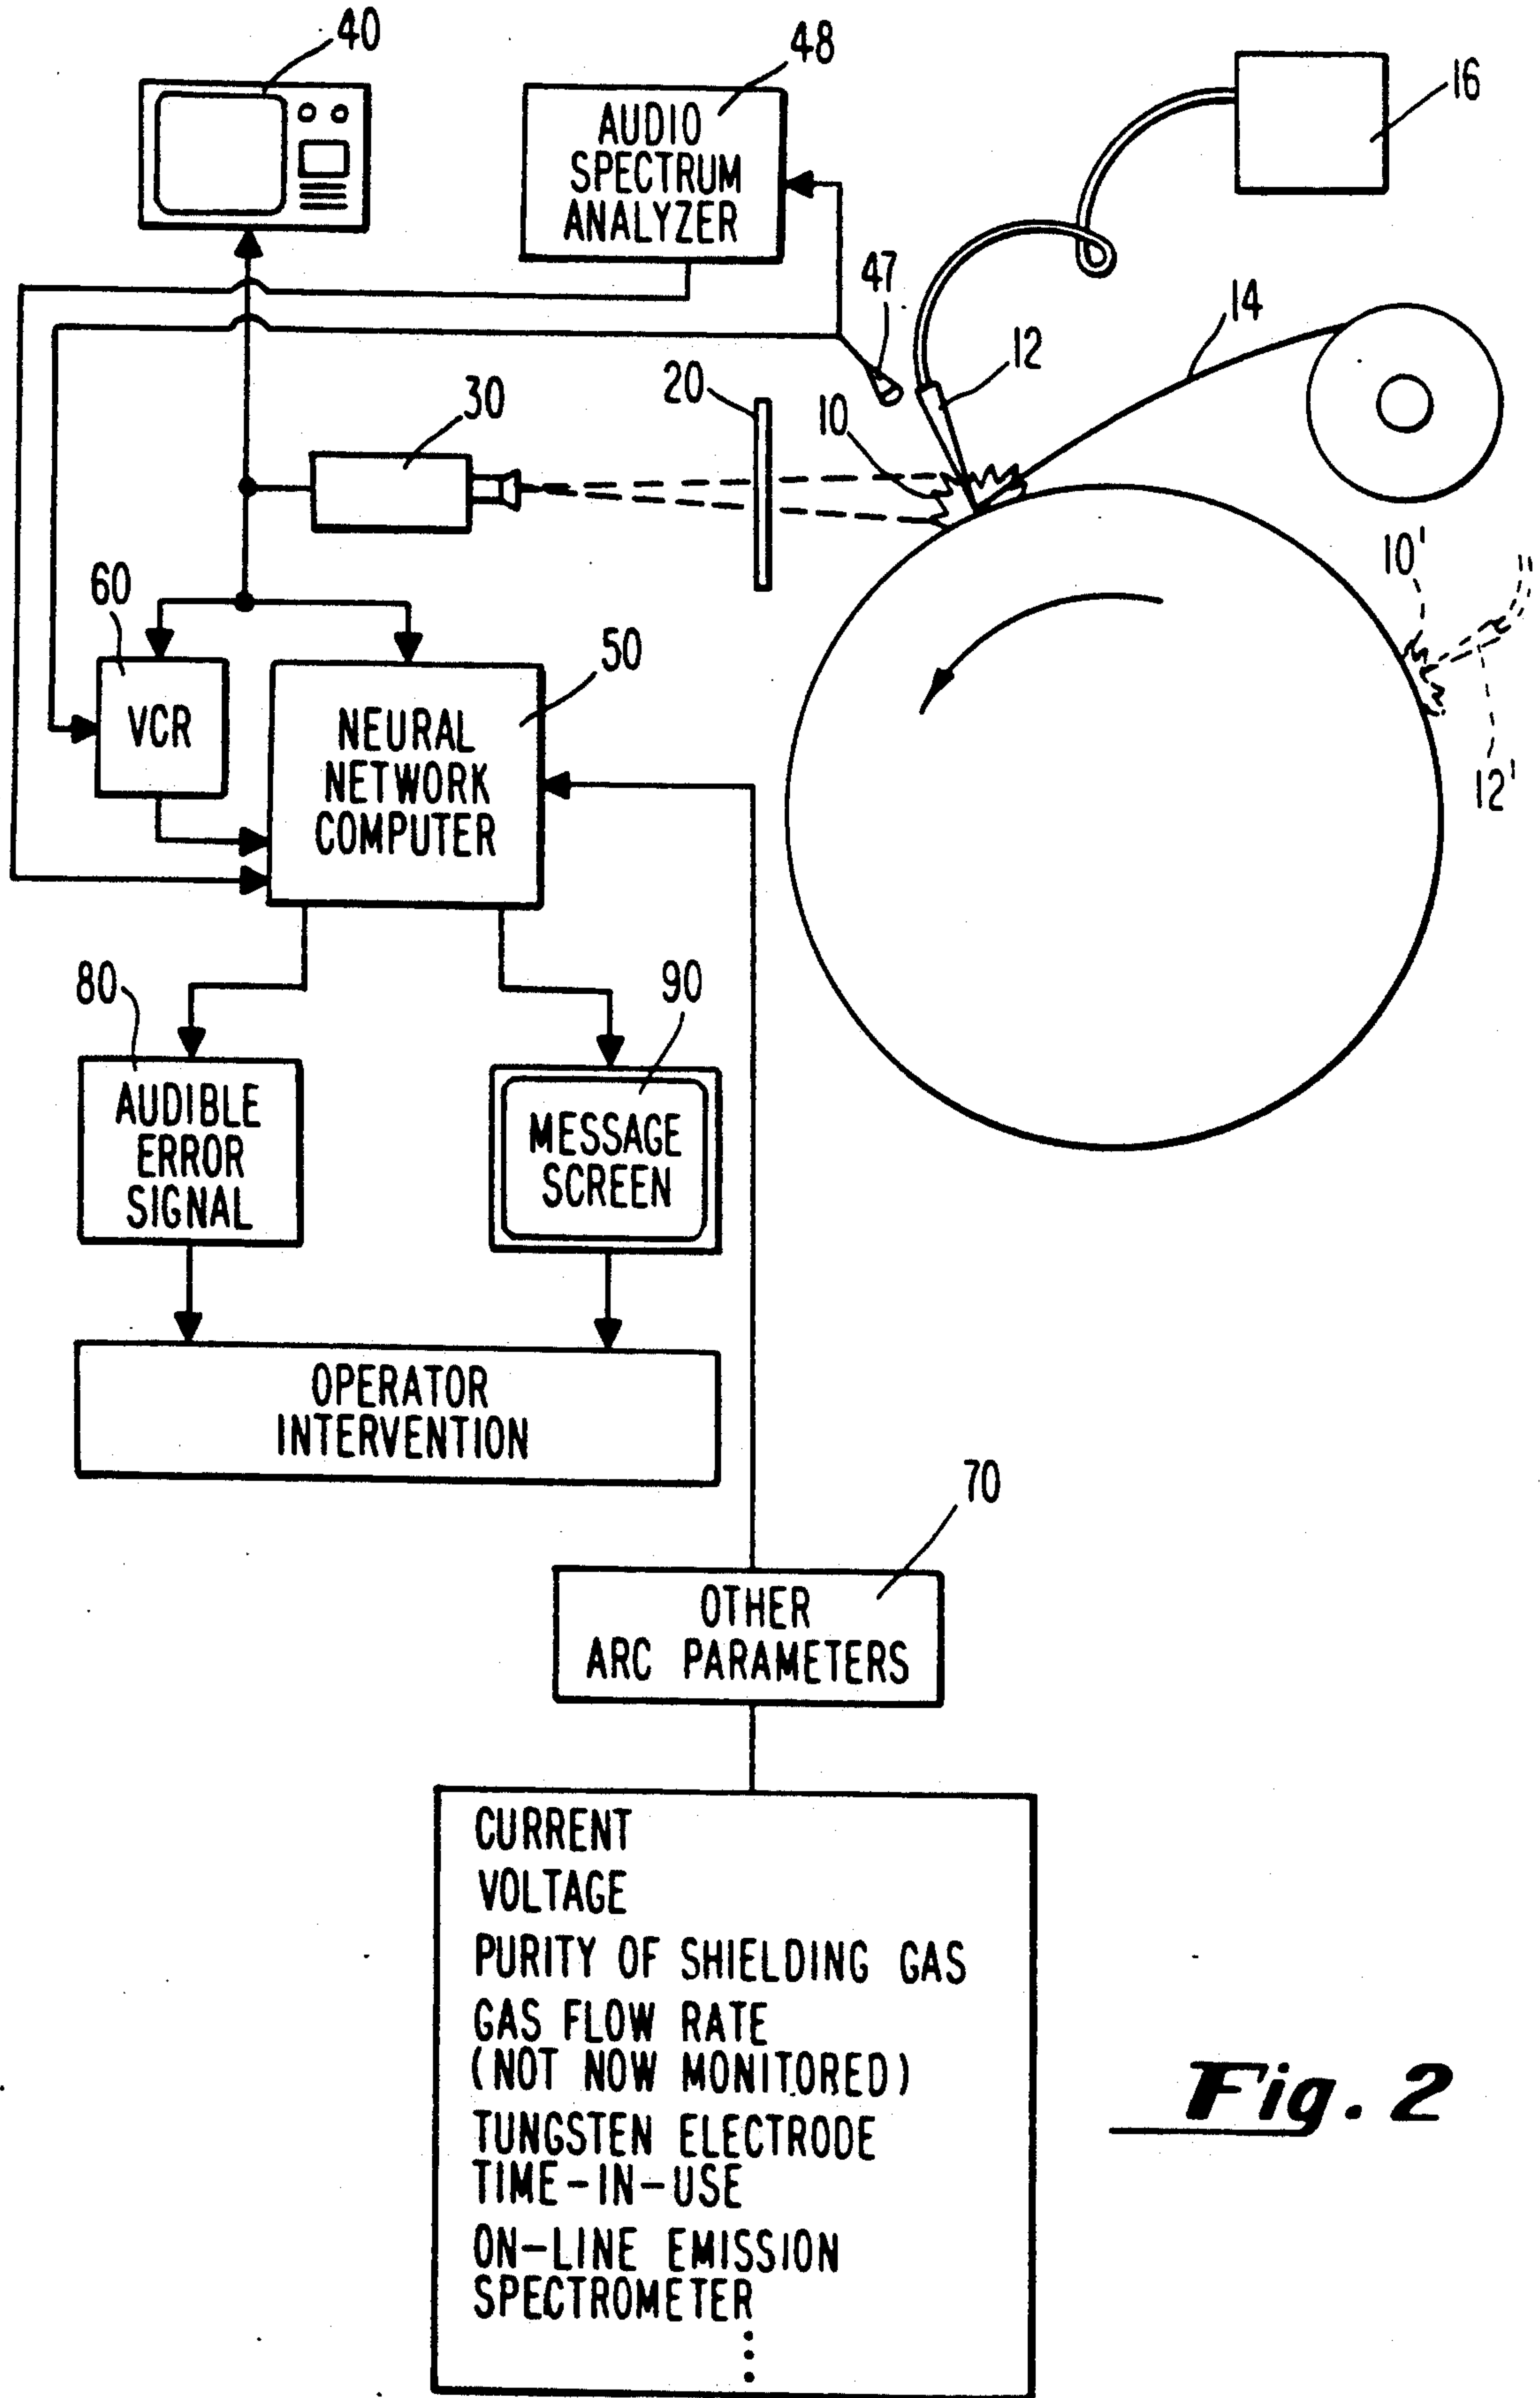 40
48
16
AUDIO
SPECTRUM
ANALYZER
47
14
12
20
10
30
10'
60
50
12'
VCR
NEURAL
NETWORK
COMPUTER
80
90
AUDIBLE
ERROR
SIGNAL
MESSAGE
SCREEN
OPERATOR
INTERVENTION
70
OTHER
ARC PARAMETERS
CURRENT
VOLTAGE
PURITY OF SHIELDING GAS
GAS FLOW RATE
(NOT NOW MONITORED)
TUNGSTEN ELECTRODE
TIME-IN-USE
ON-LINE EMISSION
SPECTROMETER
Fig. 2